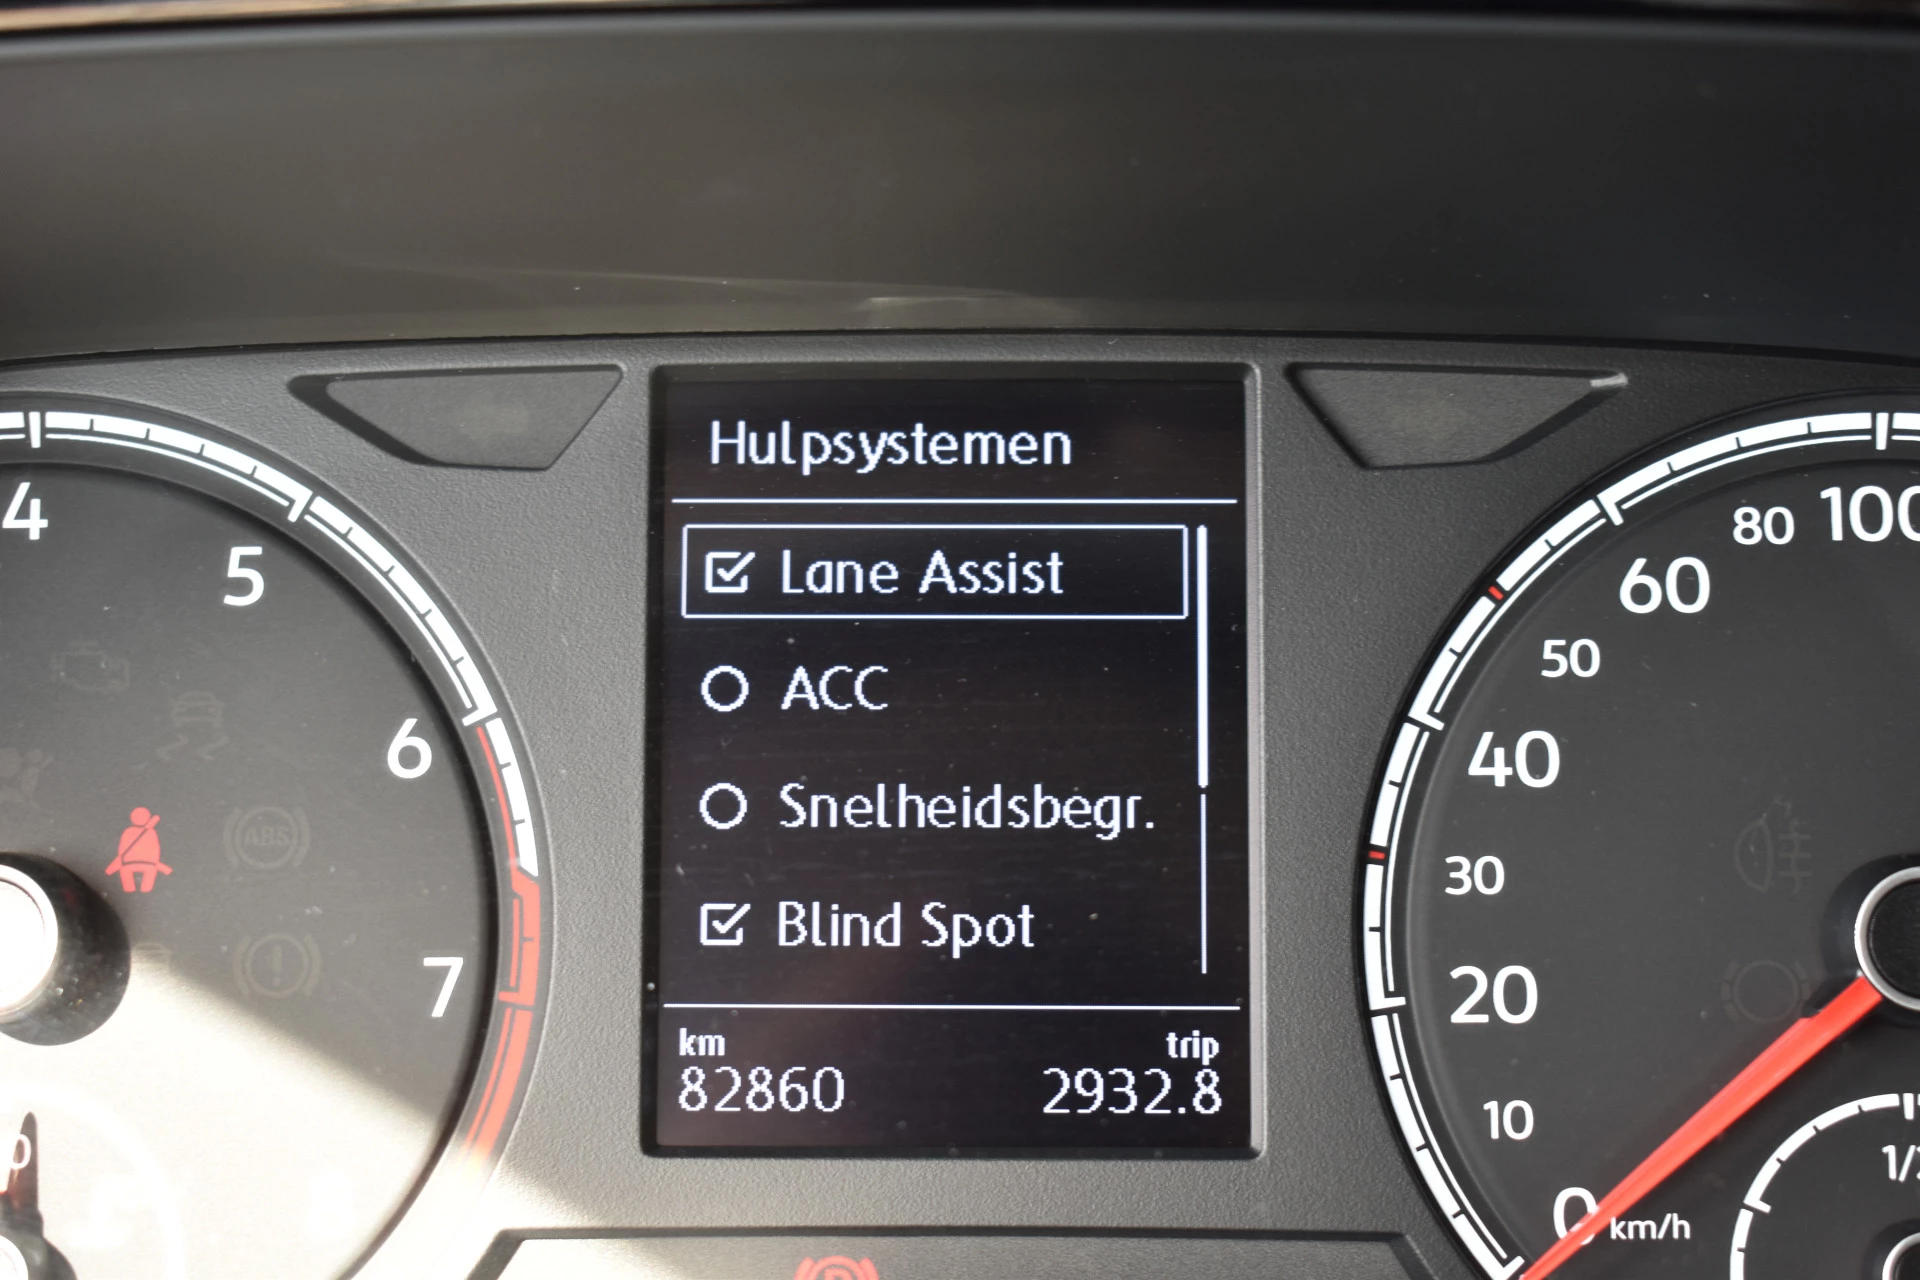 Hulpsystemen
Lane Assist
ACC
Snelheidsbegr.
Blind Spot
km
trip
82860
2932.8
4
5
6
7
ABS
100
80
60
50
40
30
20
10
0
km/h